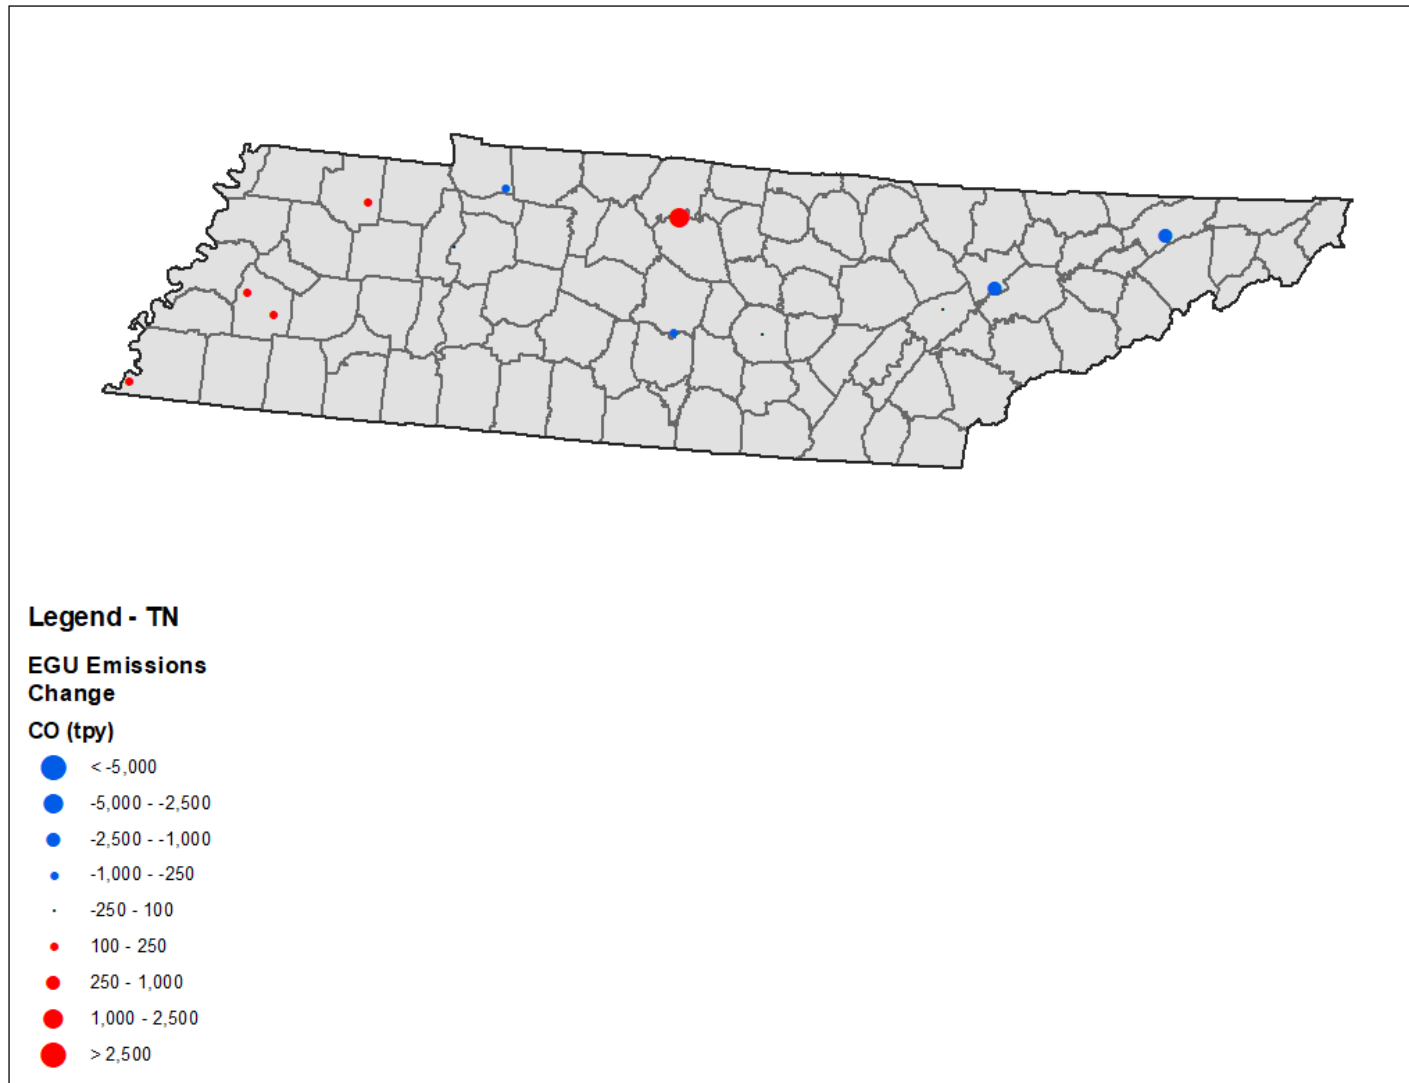 Legend - TN
EGU Emissions
Change
CO (tpy)
< -5,000
-5,000 - -2,500
-2,500 - -1,000
-1,000 - -250
-250 - 100
100 - 250
250 - 1,000
1,000 - 2,500
> 2,500